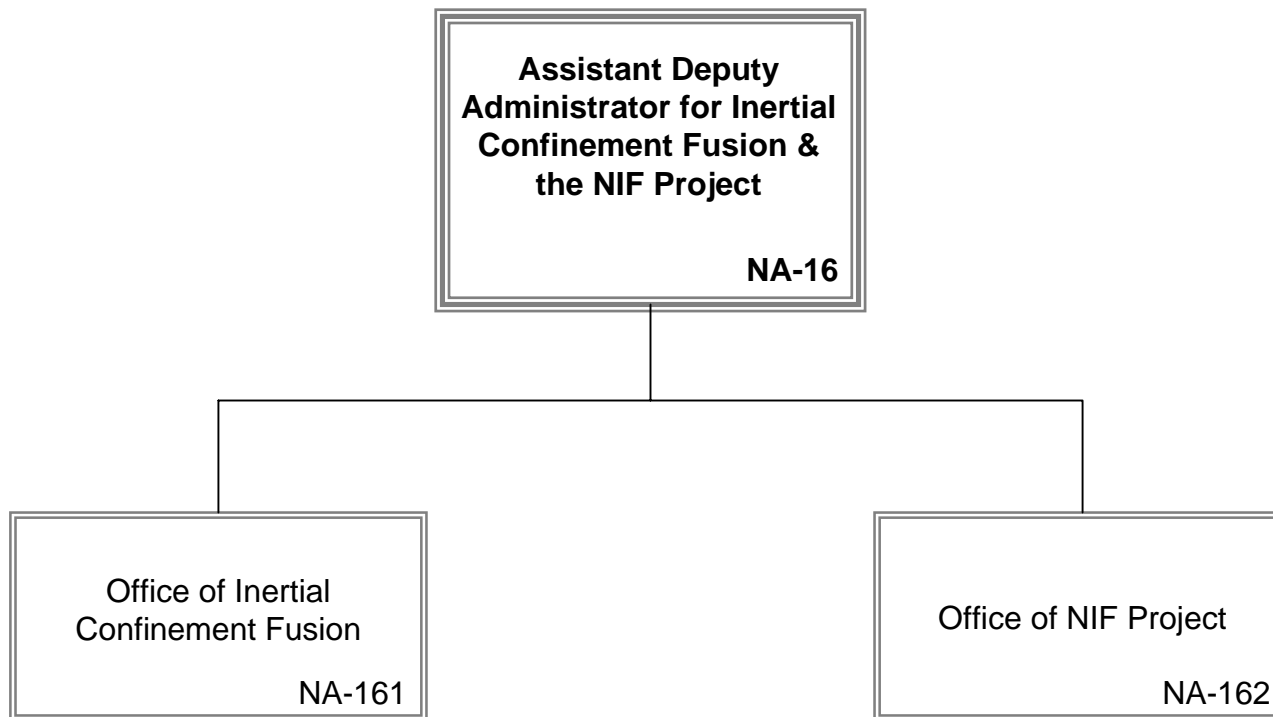 Assistant Deputy
Administrator for Inertial
Confinement Fusion &
the NIF Project
NA-16
Office of Inertial
Confinement Fusion
NA-161
Office of NIF Project
NA-162